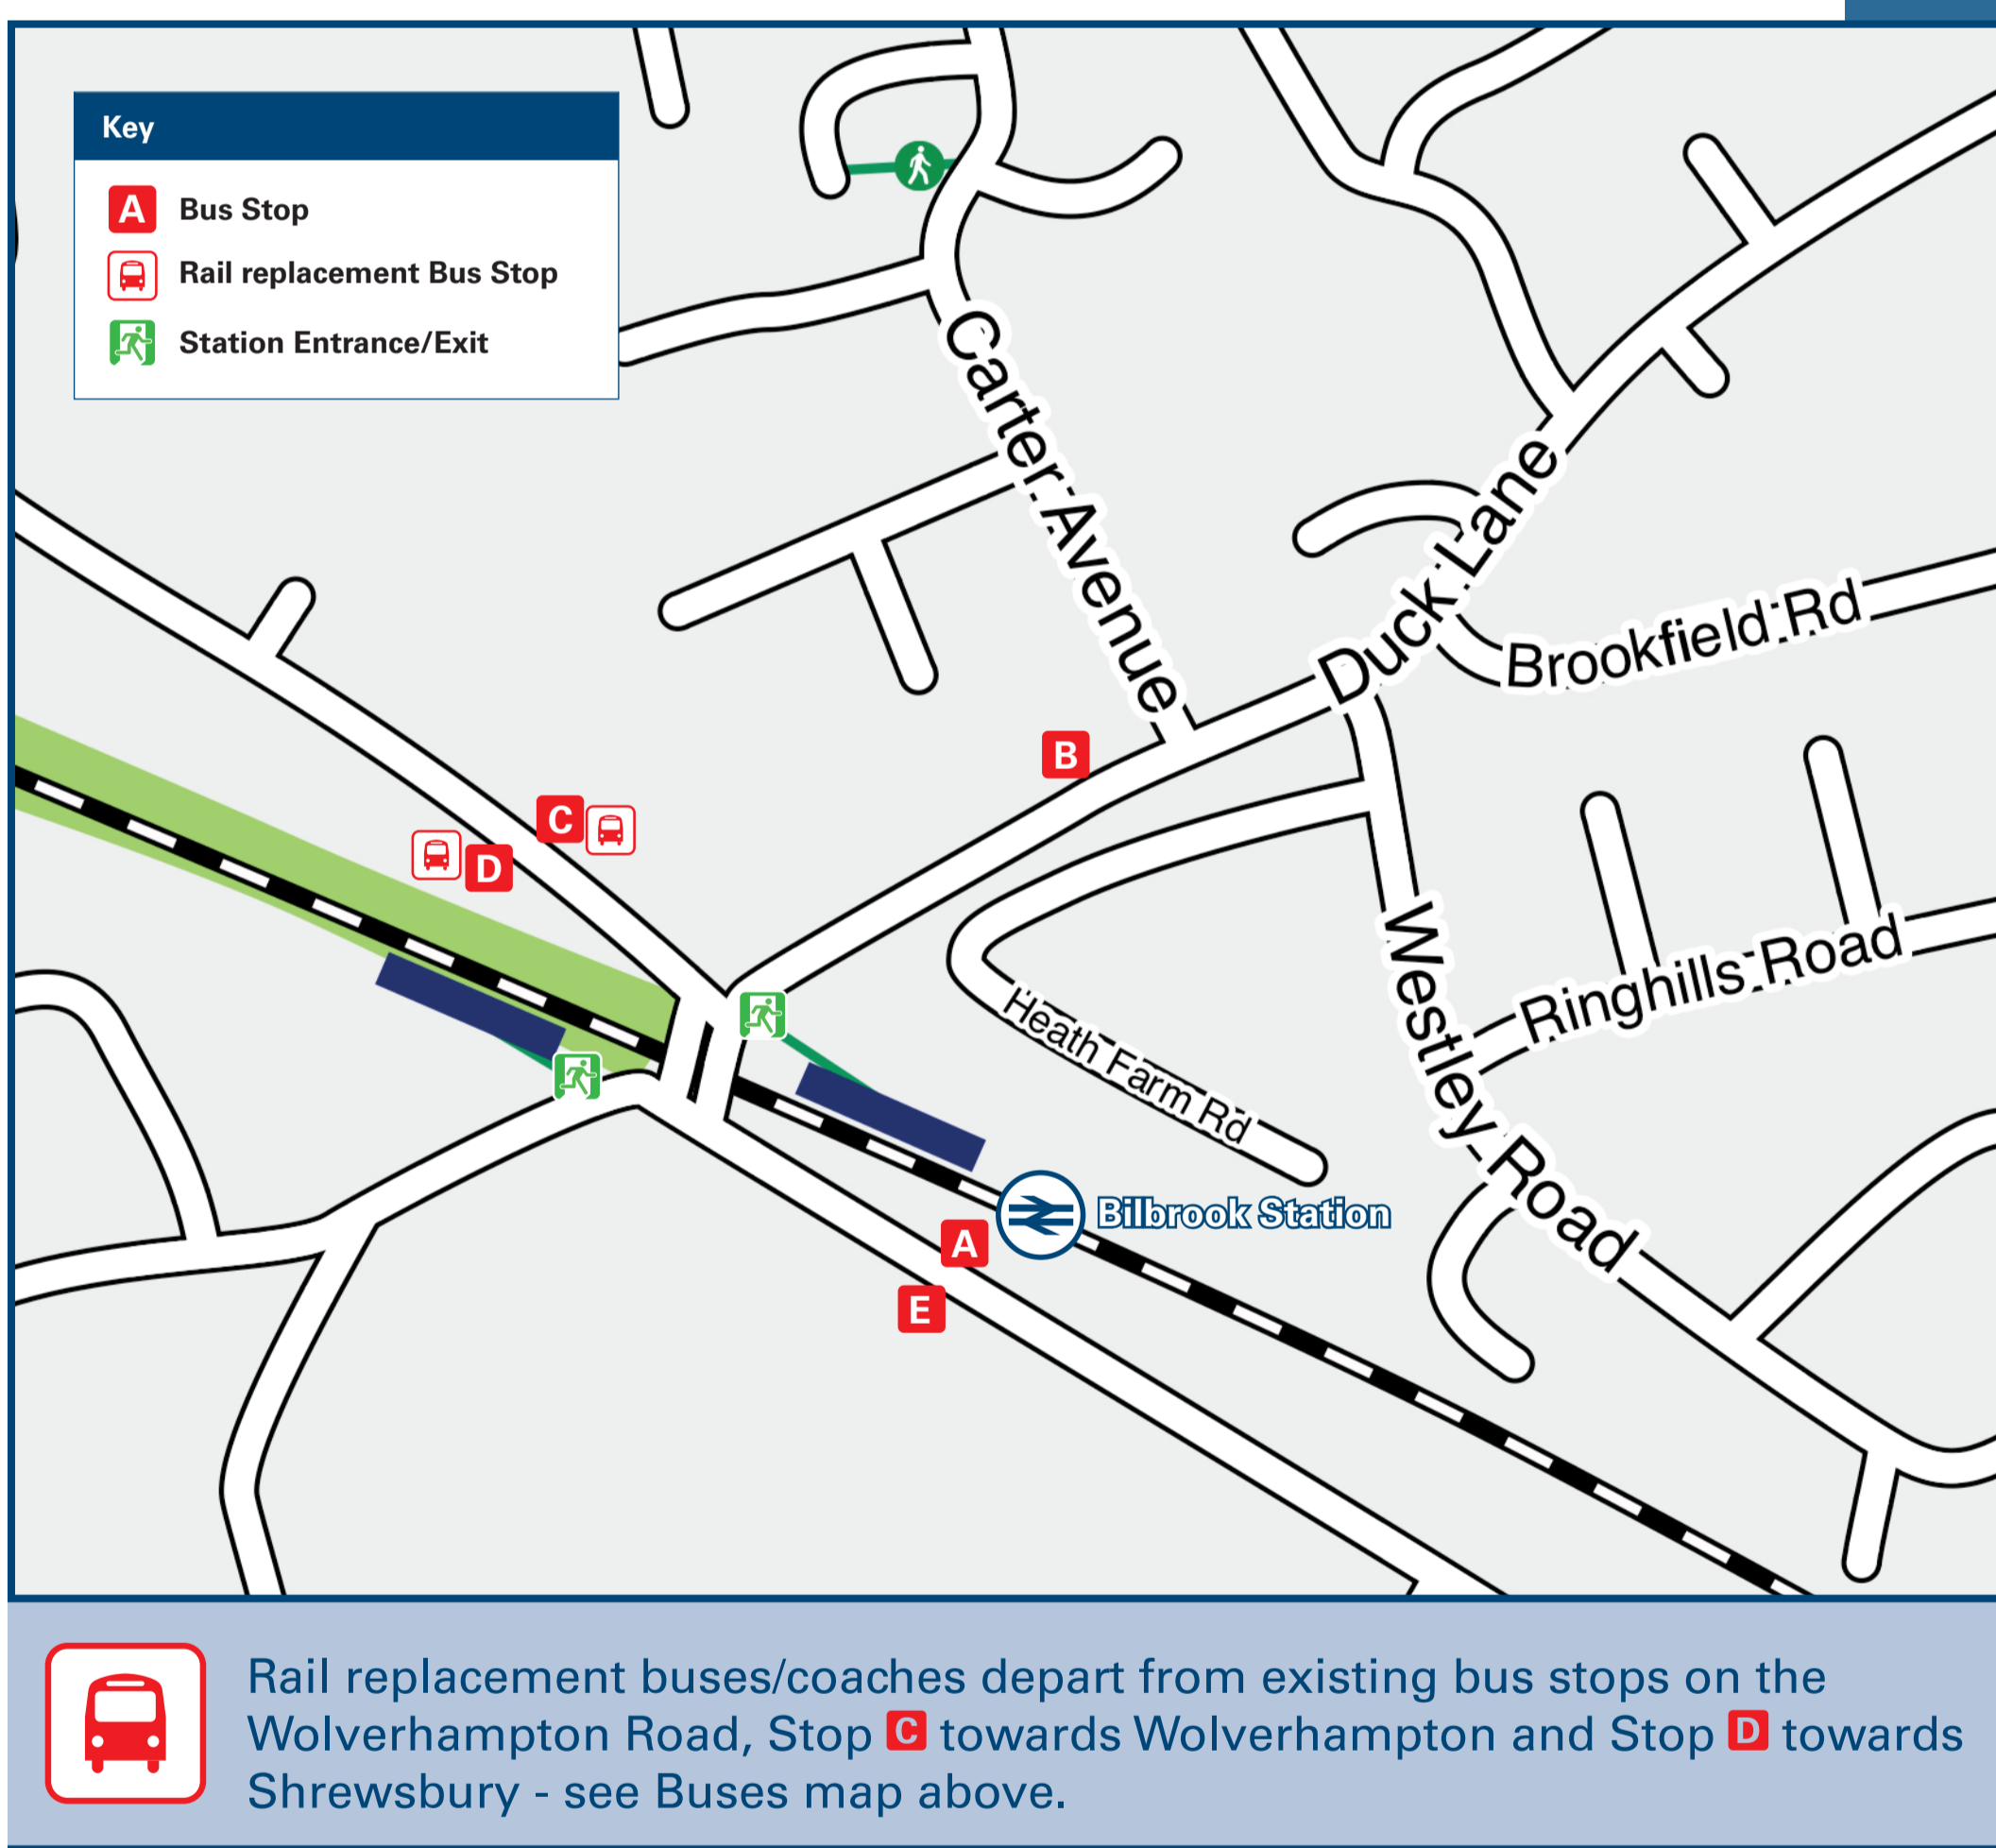 Key
A Bus Stop
Rail replacement Bus Stop
Station Entrance/Exit
Carter Avenue
Duck Lane
Brookfield Rd
B
C
D
Westley Road
Ringhills Road
Heath Farm Rd
Bilbrook Station
A
E
Rail replacement buses/coaches depart from existing bus stops on the
Wolverhampton Road, Stop C towards Wolverhampton and Stop D towards
Shrewsbury - see Buses map above.